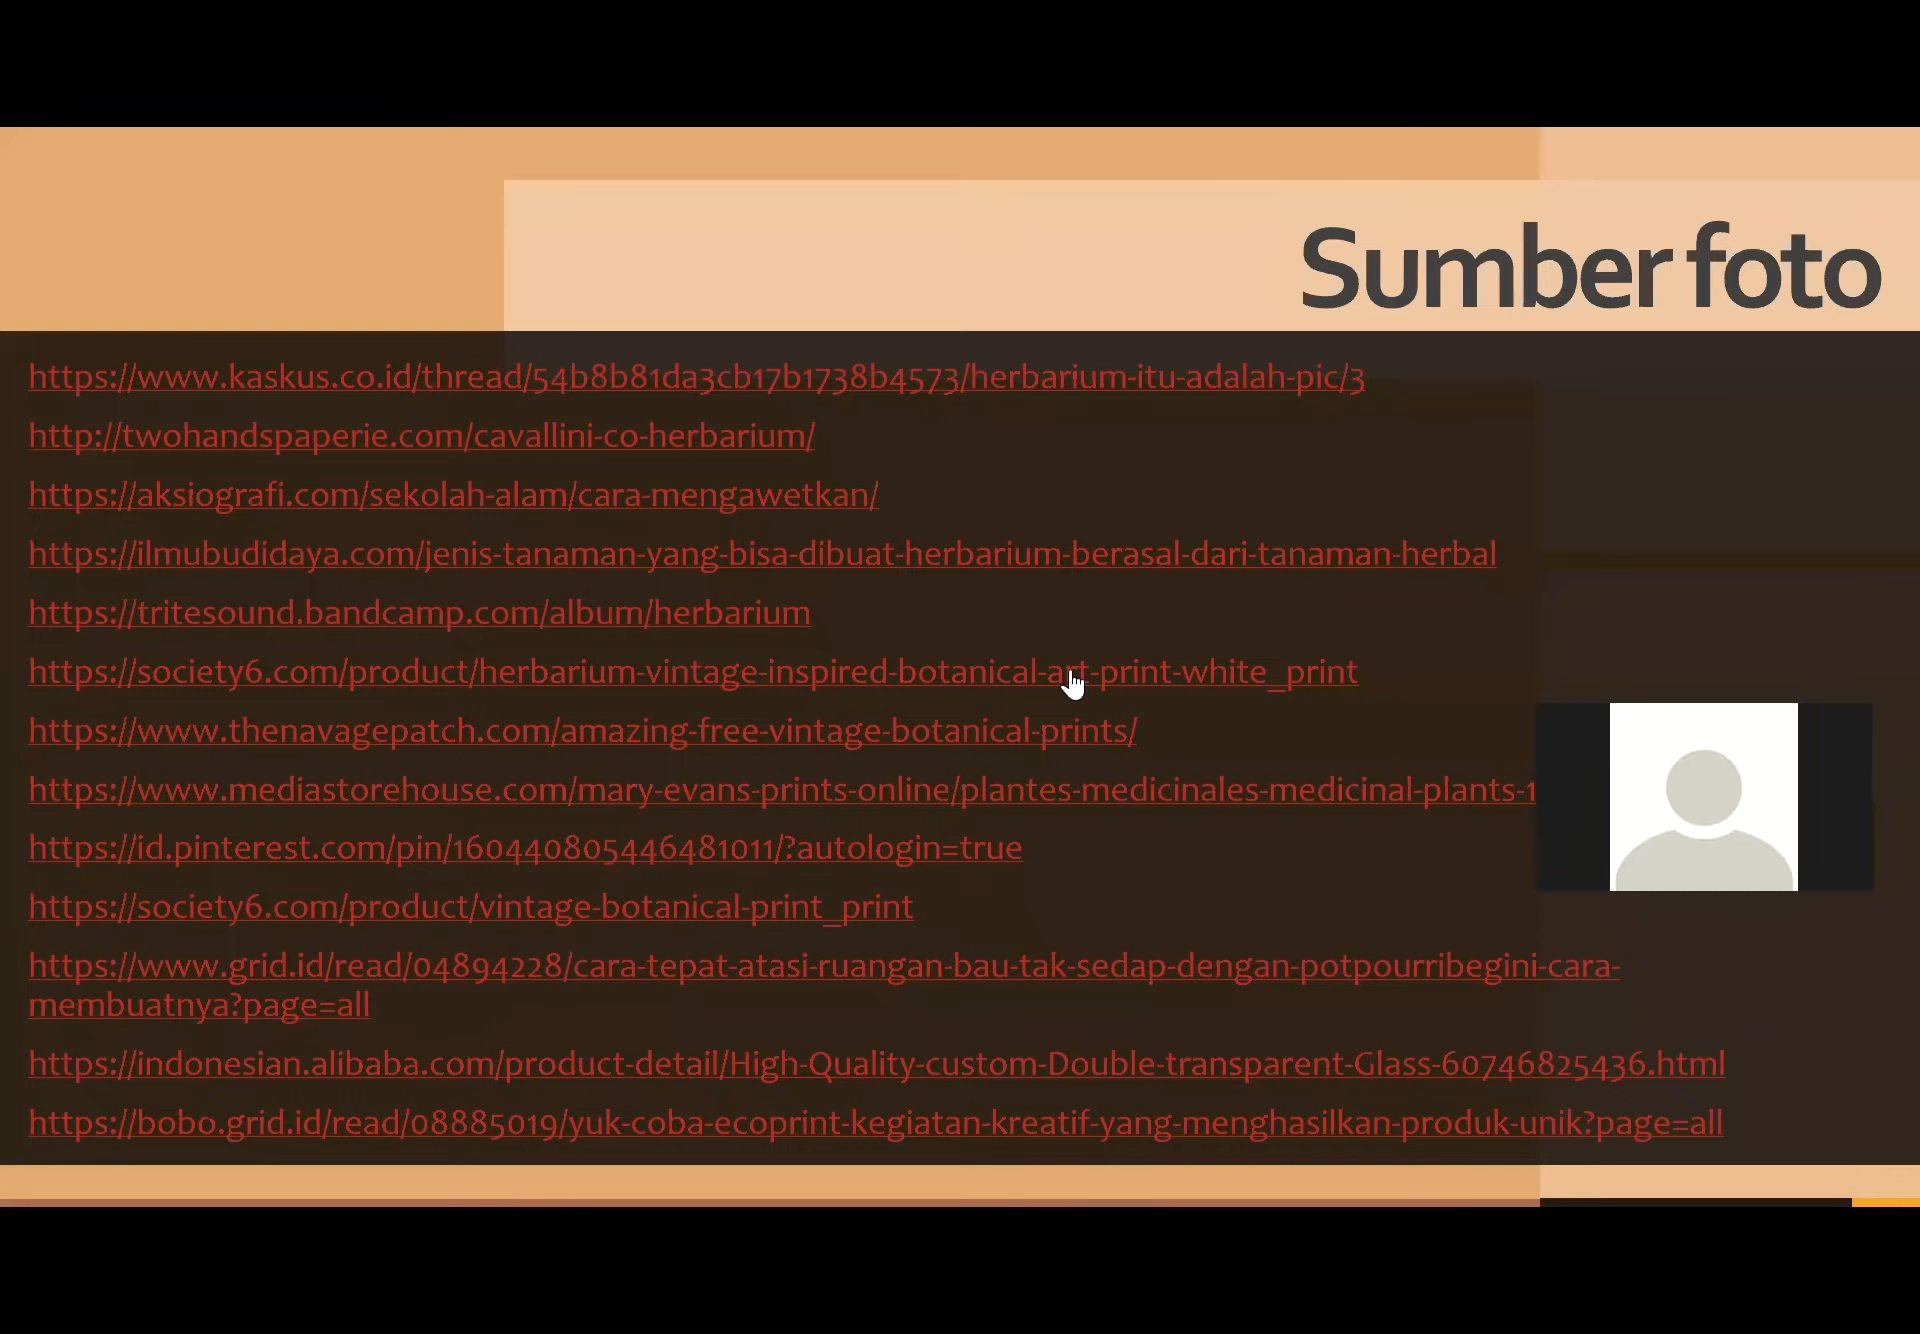 Sumber foto
https://www.kaskus.co.id/thread/54b8b81da3cb17b1738b4573/herbarium-itu-adalah-pic/3
http://twohandspaperie.com/cavallini-co-herbarium/
https://aksiografi.com/sekolah-alam/cara-mengawetkan/
https://ilmubudidaya.com/jenis-tanaman-yang-bisa-dibuat-herbarium-berasal-dari-tanaman-herbal
https://tritesound.bandcamp.com/album/herbarium
https://society6.com/product/herbarium-vintage-inspired-botanical-art-print-white_print
https://www.thenavagepatch.com/amazing-free-vintage-botanical-prints/
https://www.mediastorehouse.com/mary-evans-prints-online/plantes-medicinales-medicinal-plants-1
https://id.pinterest.com/pin/160440805446481011/?autologin=true
https://society6.com/product/vintage-botanical-print_print
https://www.grid.id/read/04894228/cara-tepat-atasi-ruangan-bau-tak-sedap-dengan-potpourribegini-cara-
membuatnya?page=all
https://indonesian.alibaba.com/product-detail/High-Quality-custom-Double-transparent-Glass-60746825436.html
https://bobo.grid.id/read/08885019/yuk-coba-ecoprint-kegiatan-kreatif-yang-menghasilkan-produk-unik?page=all